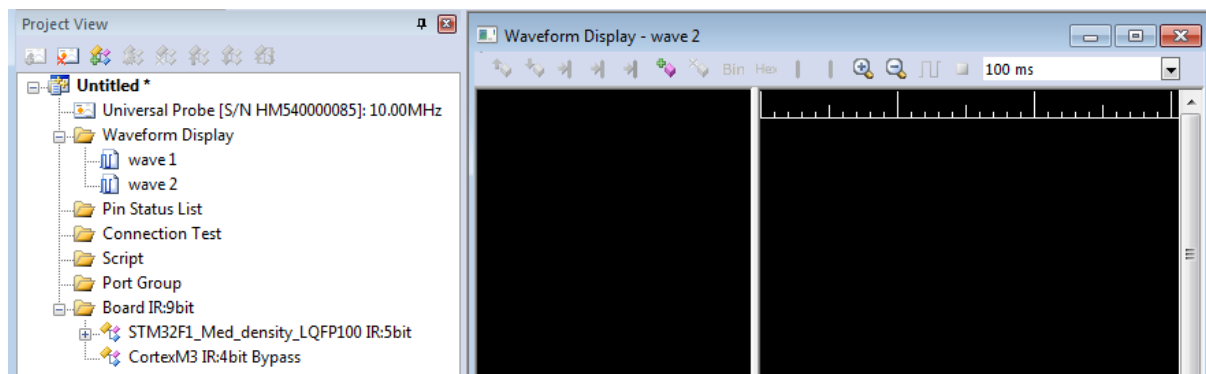 Project View
Untitled *
Universal Probe [S/N HM540000085]: 10.00MHz
Waveform Display
wave 1
wave 2
Pin Status List
Connection Test
Script
Port Group
Board IR:9bit
STM32F1_Med_density_LQFP100 IR:5bit
CortexM3 IR:4bit Bypass
Waveform Display - wave 2
Bin Hex 100 ms